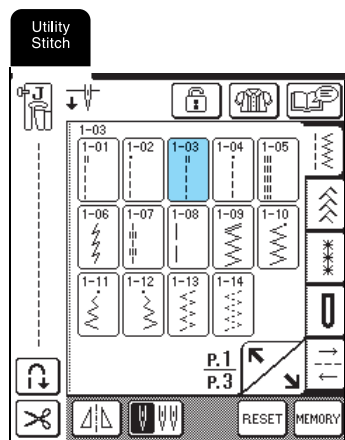 Utility
Stitch
J
1-03
1-01 1-02 1-03 1-04 1-05
1-06 1-07 1-08 1-09 1-10
1-11 1-12 1-13 1-14
P.1
P.3
RESET MEMORY